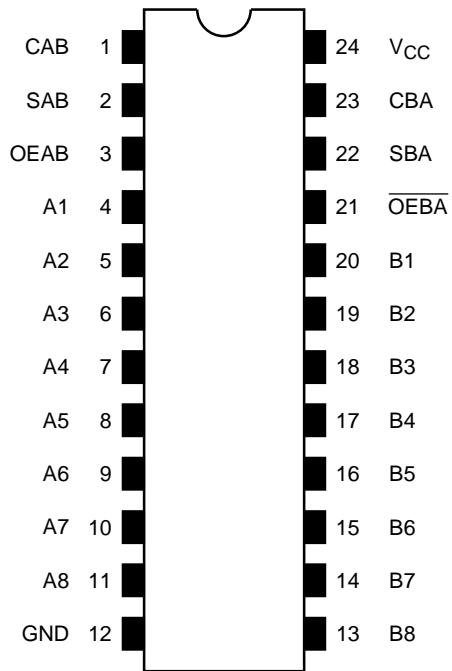 CAB 1 24 VCC
SAB 2 23 CBA
OEAB 3 22 SBA
A1 4 21 O̅E̅B̅A̅
A2 5 20 B1
A3 6 19 B2
A4 7 18 B3
A5 8 17 B4
A6 9 16 B5
A7 10 15 B6
A8 11 14 B7
GND 12 13 B8